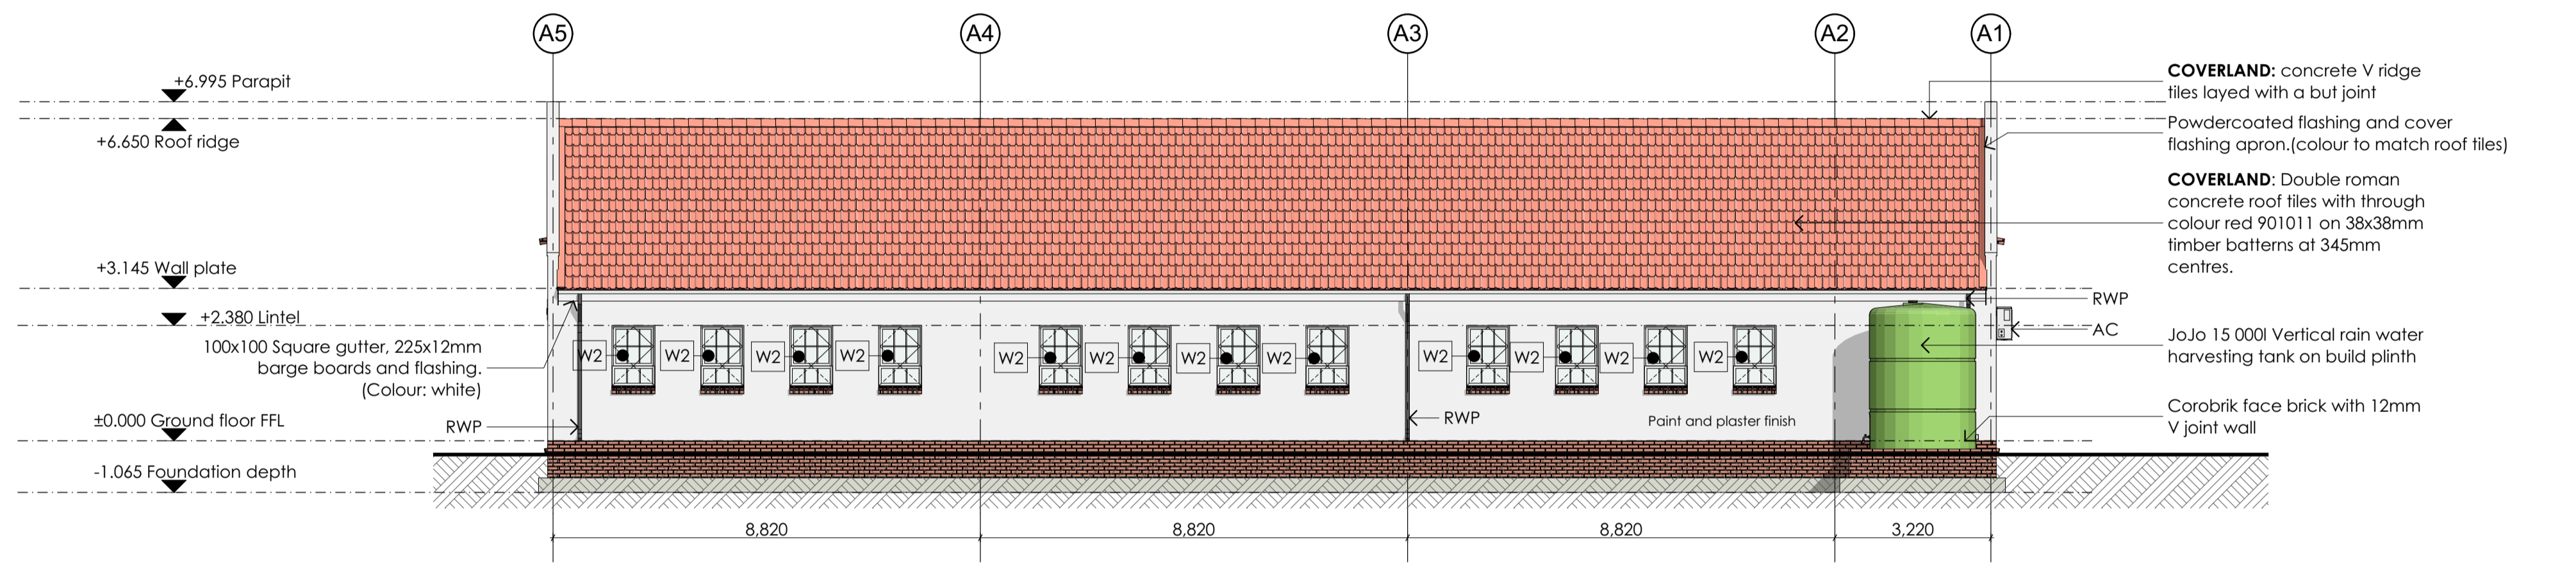 A5
A4
A3
A2
A1
+6.995 Parapit
+6.650 Roof ridge
+3.145 Wall plate
+2.380 Lintel
100x100 Square gutter, 225x12mm
barge boards and flashing.
(Colour: white)
±0.000 Ground floor FFL
RWP
-1.065 Foundation depth
W2
W2
W2
W2
W2
W2
W2
W2
W2
W2
W2
W2
RWP
Paint and plaster finish
COVERLAND: concrete V ridge
tiles layed with a but joint
Powdercoated flashing and cover
flashing apron.(colour to match roof tiles)
COVERLAND: Double roman
concrete roof tiles with through
colour red 901011 on 38x38mm
timber batterns at 345mm
centres.
RWP
AC
JoJo 15 000l Vertical rain water
harvesting tank on build plinth
Corobrik face brick with 12mm
V joint wall
8,820
8,820
8,820
3,220